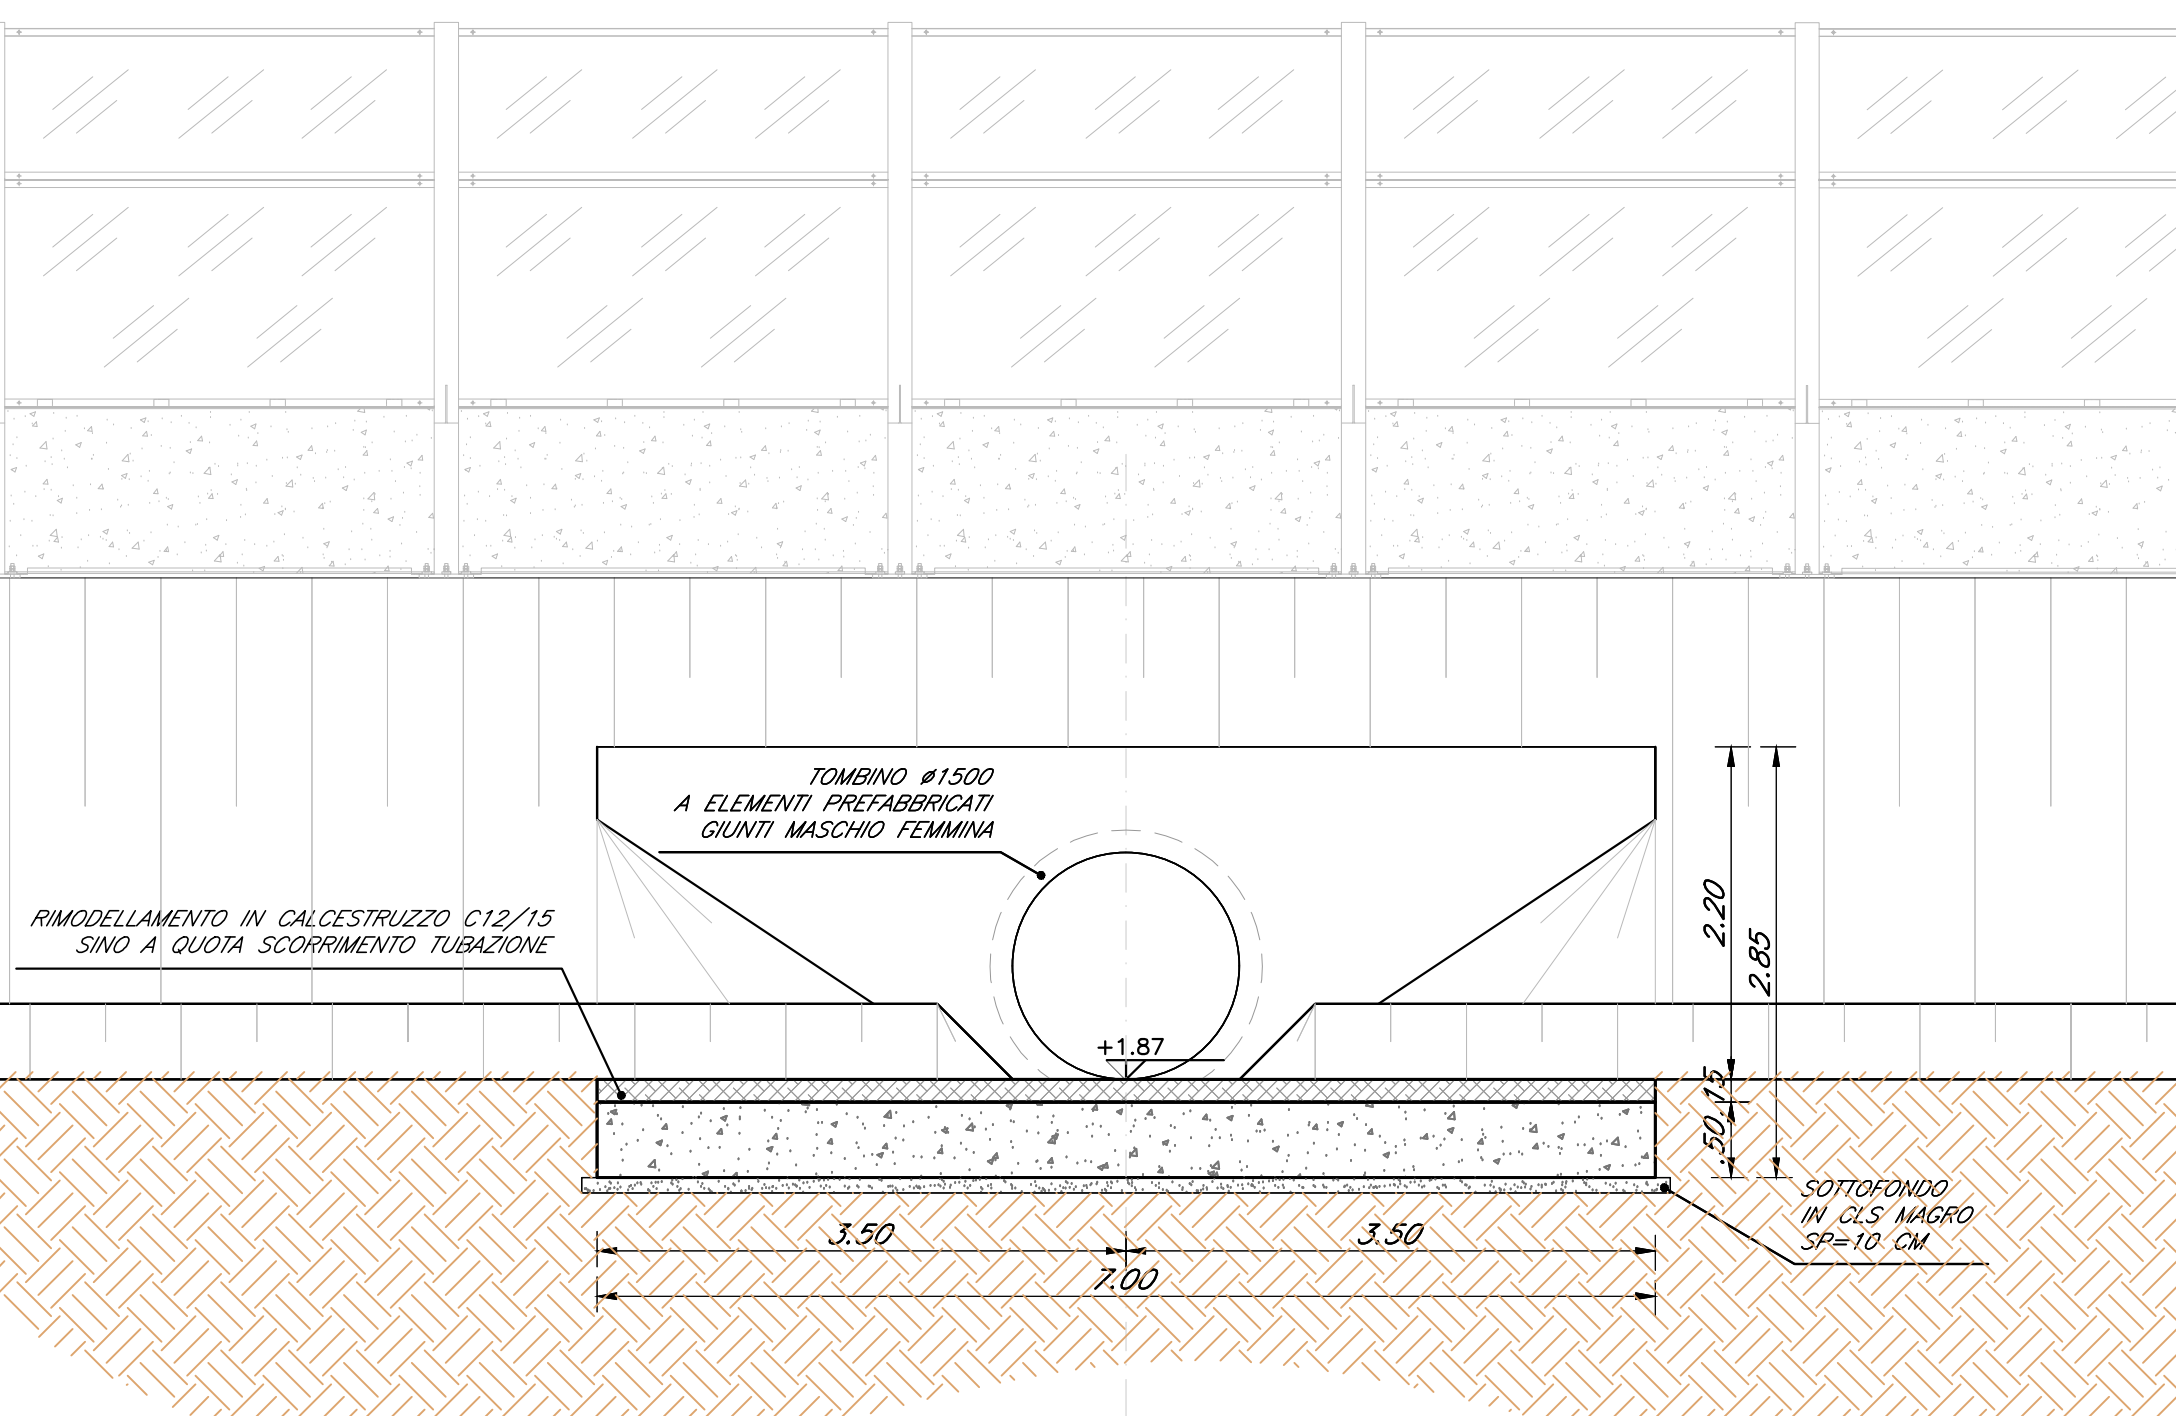 TOMBINO ø1500
A ELEMENTI PREFABBRICATI
GIUNTI MASCHIO FEMMINA
RIMODELLAMENTO IN CALCESTRUZZO C12/15
SINO A QUOTA SCORRIMENTO TUBAZIONE
2.20
2.85
+1.87
.15
.50
SOTTOFONDO
IN CLS MAGRO
SP=10 CM
3.50
3.50
7.00